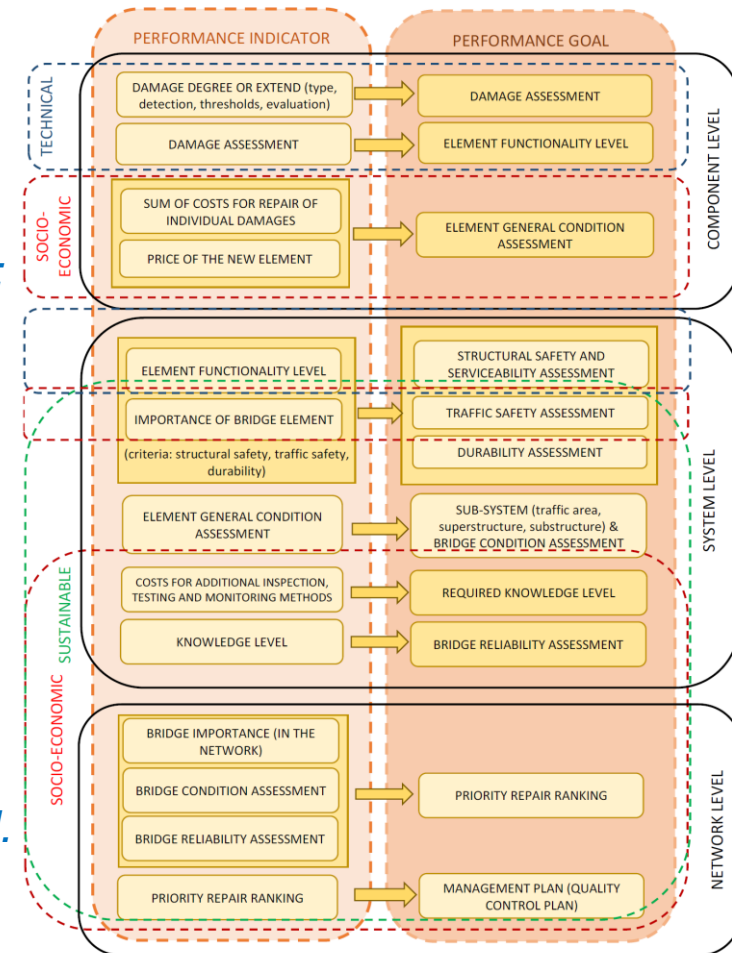 PERFORMANCE INDICATOR
PERFORMANCE GOAL
TECHNICAL
DAMAGE DEGREE OR EXTEND (type,
detection, thresholds, evaluation)
DAMAGE ASSESSMENT
DAMAGE ASSESSMENT
ELEMENT FUNCTIONALITY LEVEL
COMPONENT LEVEL
SOCIO-
ECONOMIC
SUM OF COSTS FOR REPAIR OF
INDIVIDUAL DAMAGES
PRICE OF THE NEW ELEMENT
ELEMENT GENERAL CONDITION
ASSESSMENT
ELEMENT FUNCTIONALITY LEVEL
IMPORTANCE OF BRIDGE ELEMENT
(criteria: structural safety, traffic safety,
durability)
STRUCTURAL SAFETY AND
SERVICEABILITY ASSESSMENT
TRAFFIC SAFETY ASSESSMENT
DURABILITY ASSESSMENT
SYSTEM LEVEL
ELEMENT GENERAL CONDITION
ASSESSMENT
SUB-SYSTEM (traffic area,
superstructure, substructure) &
BRIDGE CONDITION ASSESSMENT
SUSTAINABLE
COSTS FOR ADDITIONAL INSPECTION,
TESTING AND MONITORING METHODS
REQUIRED KNOWLEDGE LEVEL
KNOWLEDGE LEVEL
BRIDGE RELIABILITY ASSESSMENT
SOCIO-ECONOMIC
BRIDGE IMPORTANCE (IN THE
NETWORK)
BRIDGE CONDITION ASSESSMENT
BRIDGE RELIABILITY ASSESSMENT
PRIORITY REPAIR RANKING
NETWORK LEVEL
PRIORITY REPAIR RANKING
MANAGEMENT PLAN (QUALITY
CONTROL PLAN)